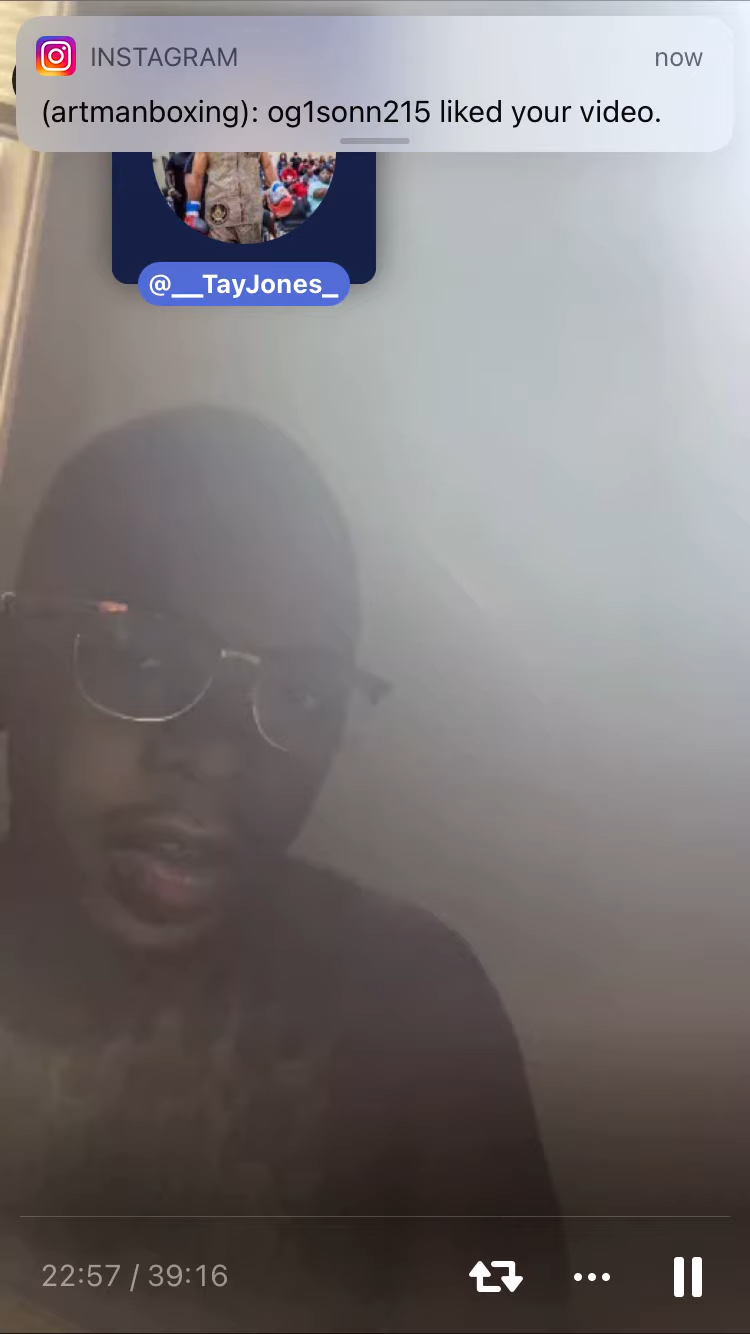 INSTAGRAM
now
(artmanboxing): og1sonn215 liked your video.
@__TayJones_
22:57 / 39:16